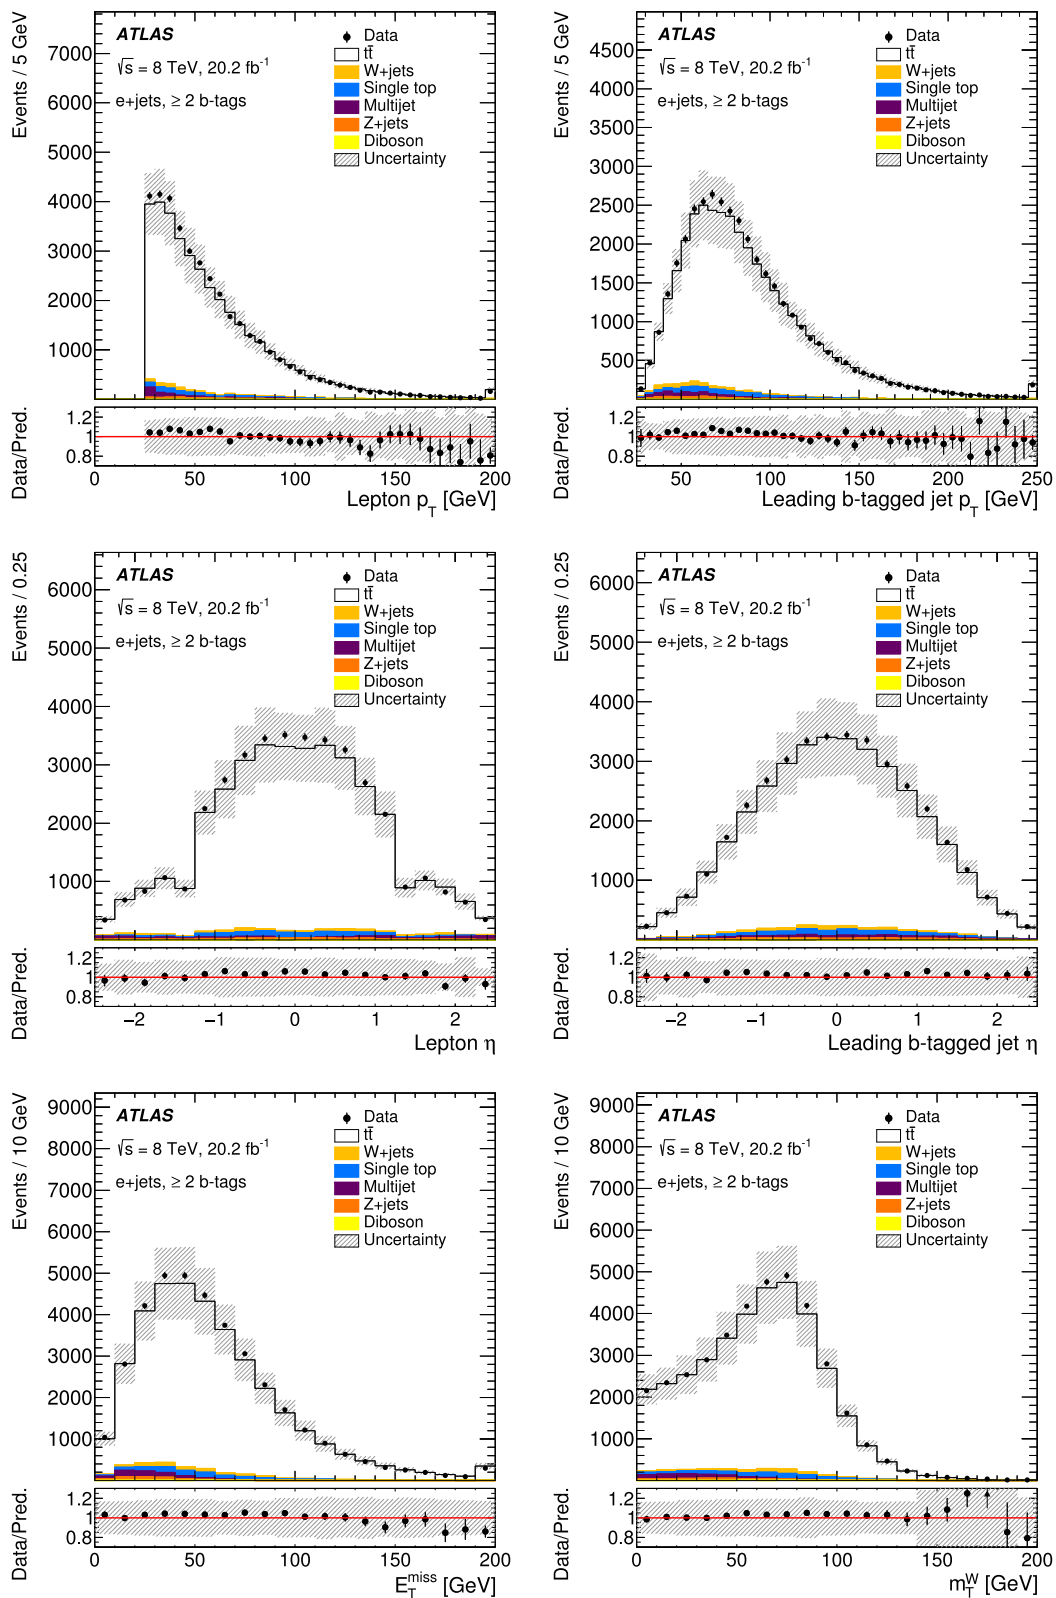 Events / 5 GeV
7000
6000
5000
4000
3000
2000
1000
ATLAS
√s = 8 TeV, 20.2 fb-1
e+jets, ≥ 2 b-tags
Data
tt̄
W+jets
Single top
Multijet
Z+jets
Diboson
Uncertainty
Data/Pred.
1.2
1
0.8
0 50 100 150 200
Lepton pT [GeV]
Events / 5 GeV
4500
4000
3500
3000
2500
2000
1500
1000
500
ATLAS
√s = 8 TeV, 20.2 fb-1
e+jets, ≥ 2 b-tags
Data
tt̄
W+jets
Single top
Multijet
Z+jets
Diboson
Uncertainty
Data/Pred.
1.2
1
0.8
50 100 150 200 250
Leading b-tagged jet pT [GeV]
Events / 0.25
6000
5000
4000
3000
2000
1000
ATLAS
√s = 8 TeV, 20.2 fb-1
e+jets, ≥ 2 b-tags
Data
tt̄
W+jets
Single top
Multijet
Z+jets
Diboson
Uncertainty
Data/Pred.
1.2
1
0.8
−2 −1 0 1 2
Lepton η
Events / 0.25
6000
5000
4000
3000
2000
1000
ATLAS
√s = 8 TeV, 20.2 fb-1
e+jets, ≥ 2 b-tags
Data
tt̄
W+jets
Single top
Multijet
Z+jets
Diboson
Uncertainty
Data/Pred.
1.2
1
0.8
−2 −1 0 1 2
Leading b-tagged jet η
Events / 10 GeV
9000
8000
7000
6000
5000
4000
3000
2000
1000
ATLAS
√s = 8 TeV, 20.2 fb-1
e+jets, ≥ 2 b-tags
Data
tt̄
W+jets
Single top
Multijet
Z+jets
Diboson
Uncertainty
Data/Pred.
1.2
1
0.8
0 50 100 150 200
ETmiss [GeV]
Events / 10 GeV
9000
8000
7000
6000
5000
4000
3000
2000
1000
ATLAS
√s = 8 TeV, 20.2 fb-1
e+jets, ≥ 2 b-tags
Data
tt̄
W+jets
Single top
Multijet
Z+jets
Diboson
Uncertainty
Data/Pred.
1.2
1
0.8
0 50 100 150 200
mTW [GeV]